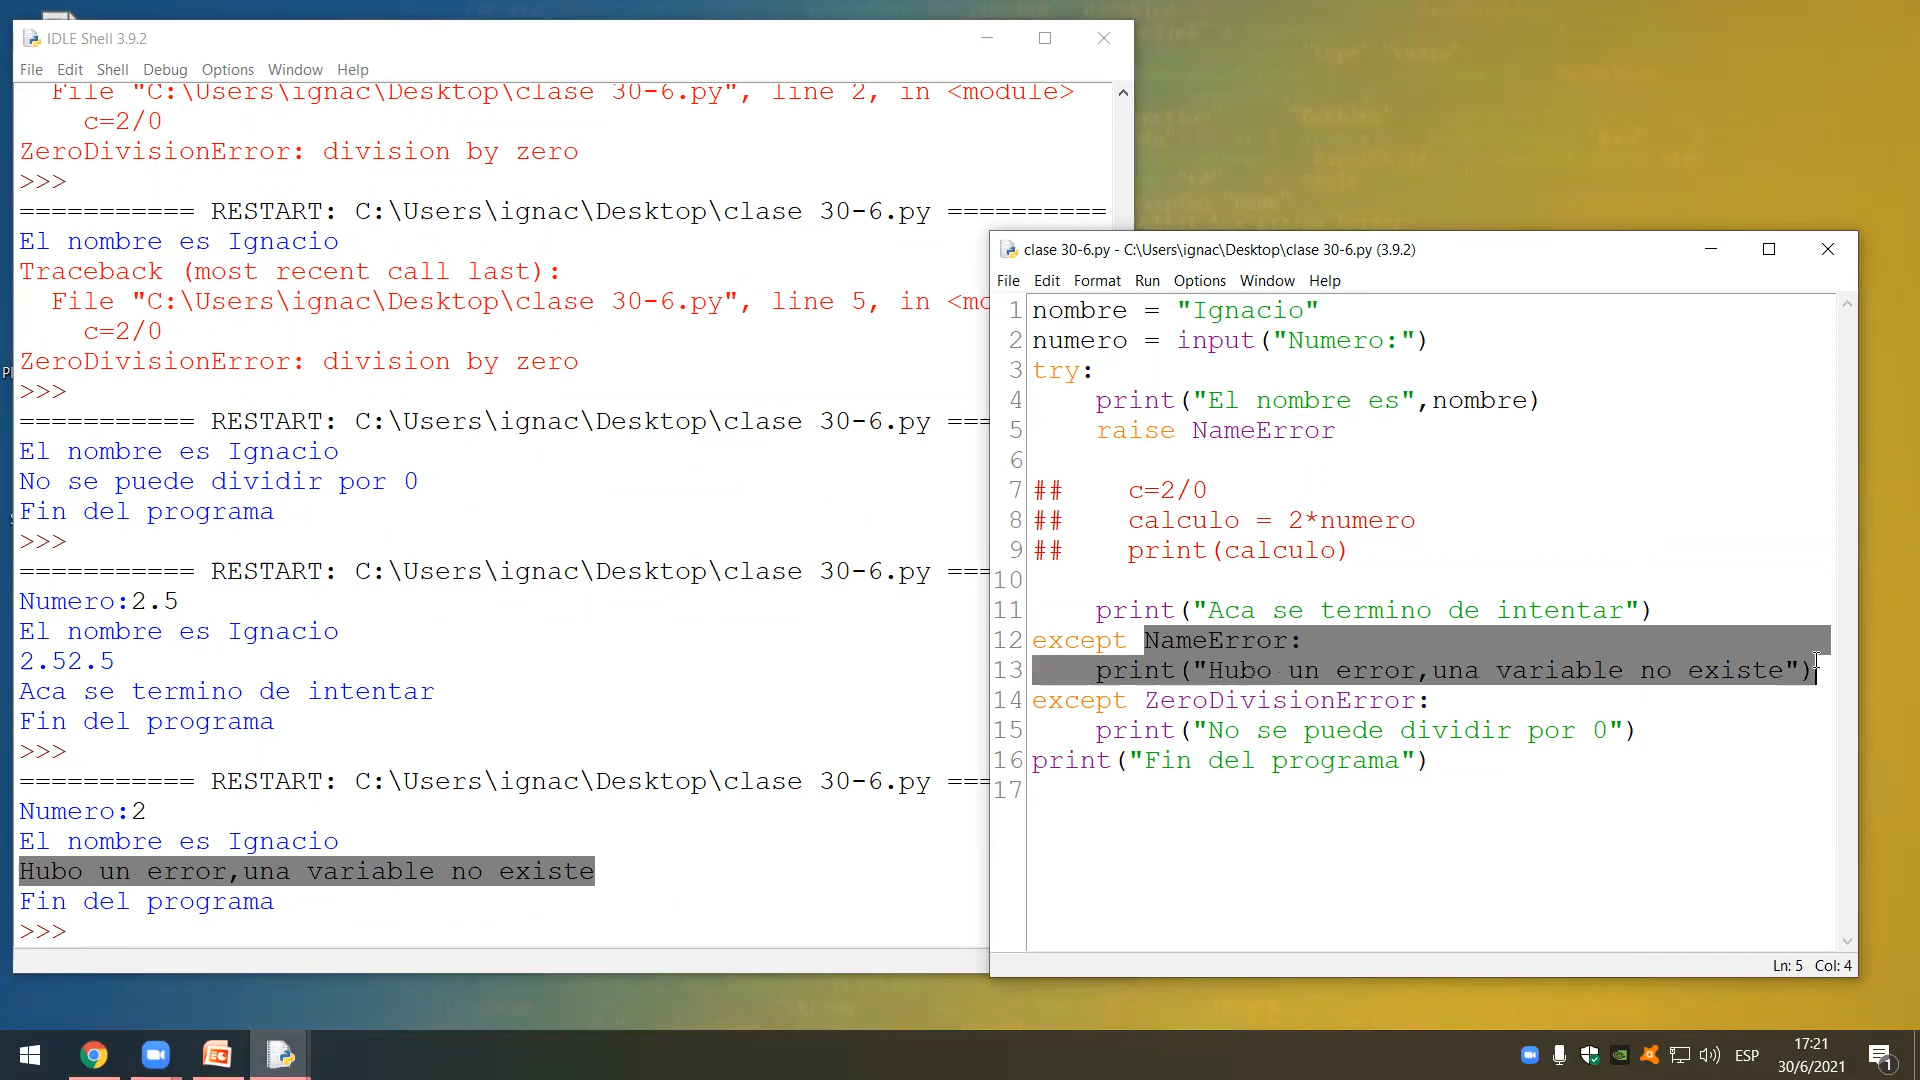 IDLE Shell 3.9.2
File Edit Shell Debug Options Window Help
File "C:\Users\ignac\Desktop\clase 30-6.py", line 2, in <module>
c=2/0
ZeroDivisionError: division by zero
>>>
=========== RESTART: C:\Users\ignac\Desktop\clase 30-6.py ==========
El nombre es Ignacio
Traceback (most recent call last):
File "C:\Users\ignac\Desktop\clase 30-6.py", line 5, in <mo
c=2/0
ZeroDivisionError: division by zero
>>>
=========== RESTART: C:\Users\ignac\Desktop\clase 30-6.py ===
El nombre es Ignacio
No se puede dividir por 0
Fin del programa
>>>
=========== RESTART: C:\Users\ignac\Desktop\clase 30-6.py ===
Numero:2.5
El nombre es Ignacio
2.52.5
Aca se termino de intentar
Fin del programa
>>>
=========== RESTART: C:\Users\ignac\Desktop\clase 30-6.py ===
Numero:2
El nombre es Ignacio
Hubo un error,una variable no existe
Fin del programa
>>>
clase 30-6.py - C:\Users\ignac\Desktop\clase 30-6.py (3.9.2)
File Edit Format Run Options Window Help
1 nombre = "Ignacio"
2 numero = input("Numero:")
3 try:
4 print("El nombre es",nombre)
5 raise NameError
6
7 ## c=2/0
8 ## calculo = 2*numero
9 ## print(calculo)
10
11 print("Aca se termino de intentar")
12 except NameError:
13 print("Hubo un error,una variable no existe")
14 except ZeroDivisionError:
15 print("No se puede dividir por 0")
16 print("Fin del programa")
17
Ln: 5 Col: 4
ESP
17:21
30/6/2021
1